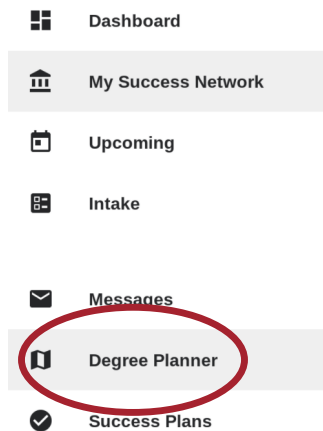 Dashboard
My Success Network
Upcoming
Intake
Messages
Degree Planner
Success Plans